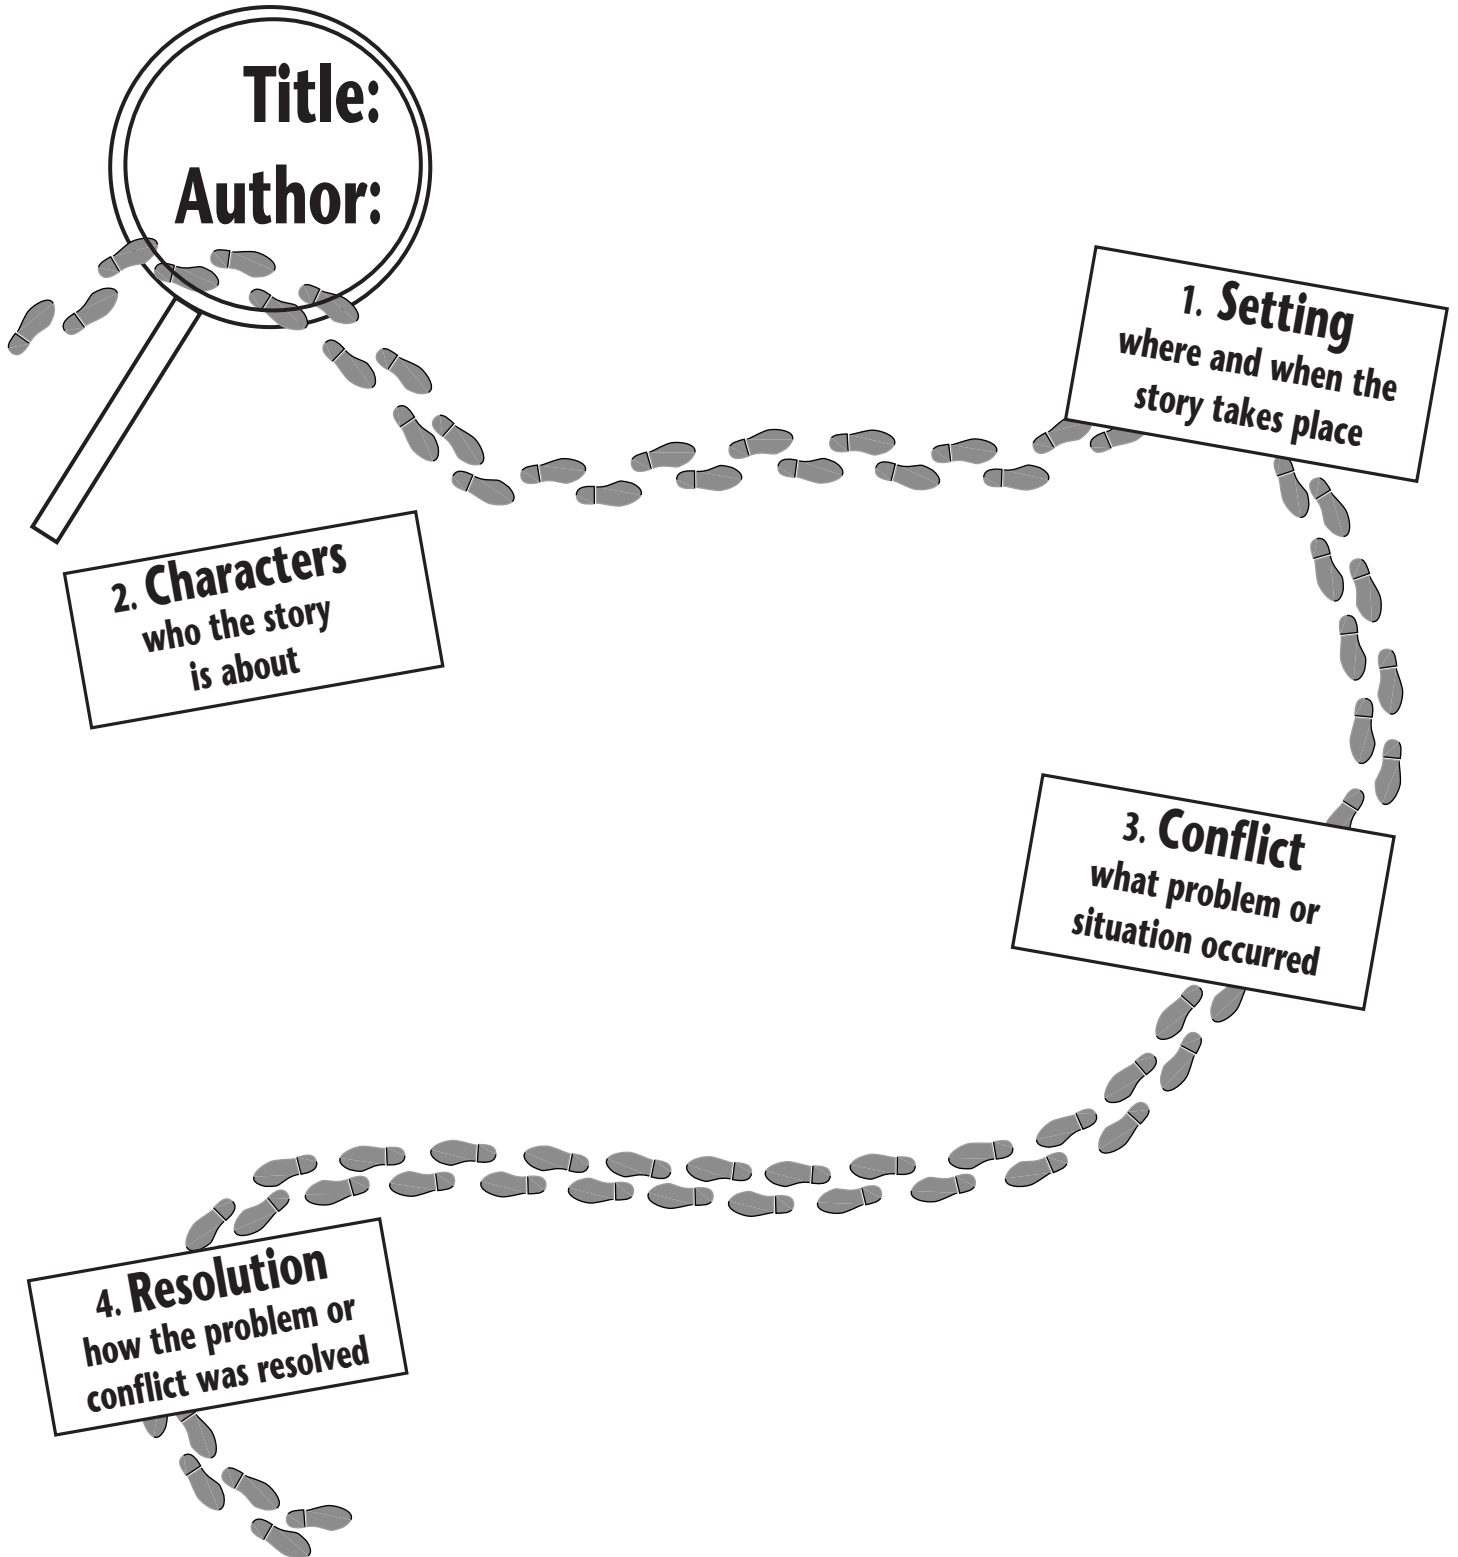 Title:
Author:
1. Setting
where and when the
story takes place
2. Characters
who the story
is about
3. Conflict
what problem or
situation occurred
4. Resolution
how the problem or
conflict was resolved